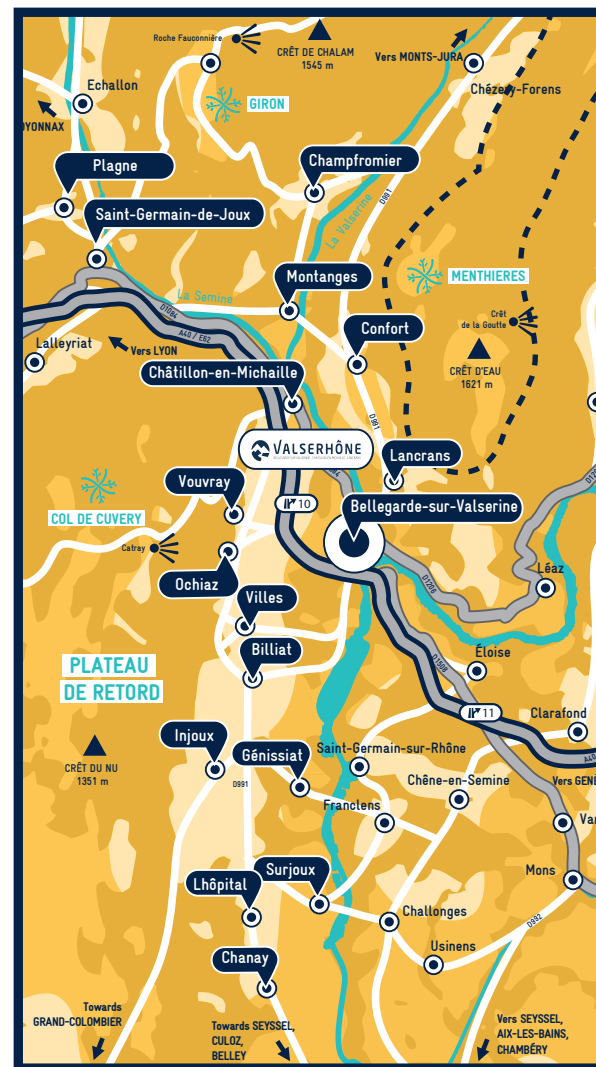 Roche Fauconnière
CRÊT DE CHALAM
1545 m
Vers MONTS-JURA
Echallon
Chézery-Forens
GIRON
OYONNAX
Plagne
Champfromier
D991
Saint-Germain-de-Joux
La Valserine
Montanges
MENTHIERES
La Semine
D1084
Crêt
de la Goutte
Confort
A40 / E62
Lalleyriat
Vers LYON
CRÊT D'EAU
1621 m
Châtillon-en-Michaille
D991
VALSERHÔNE
Lancrans
Vouvray
10
Bellegarde-sur-Valserine
COL DE CUVERY
Catray
Ochiaz
Léaz
D1206
Villes
Billiat
Éloise
D1508
PLATEAU
DE RETORD
11
Clarafond
Injoux
Génissiat
Saint-Germain-sur-Rhône
CRÊT DU NU
1351 m
A40
D991
Chêne-en-Semine
Vers GENÈ
Franclens
Van
Surjoux
Mons
Lhôpital
Challonges
D992
Usinens
Chanay
Towards
GRAND-COLOMBIER
Towards SEYSSEL,
CULOZ,
BELLEY
Vers SEYSSEL,
AIX-LES-BAINS,
CHAMBÉRY